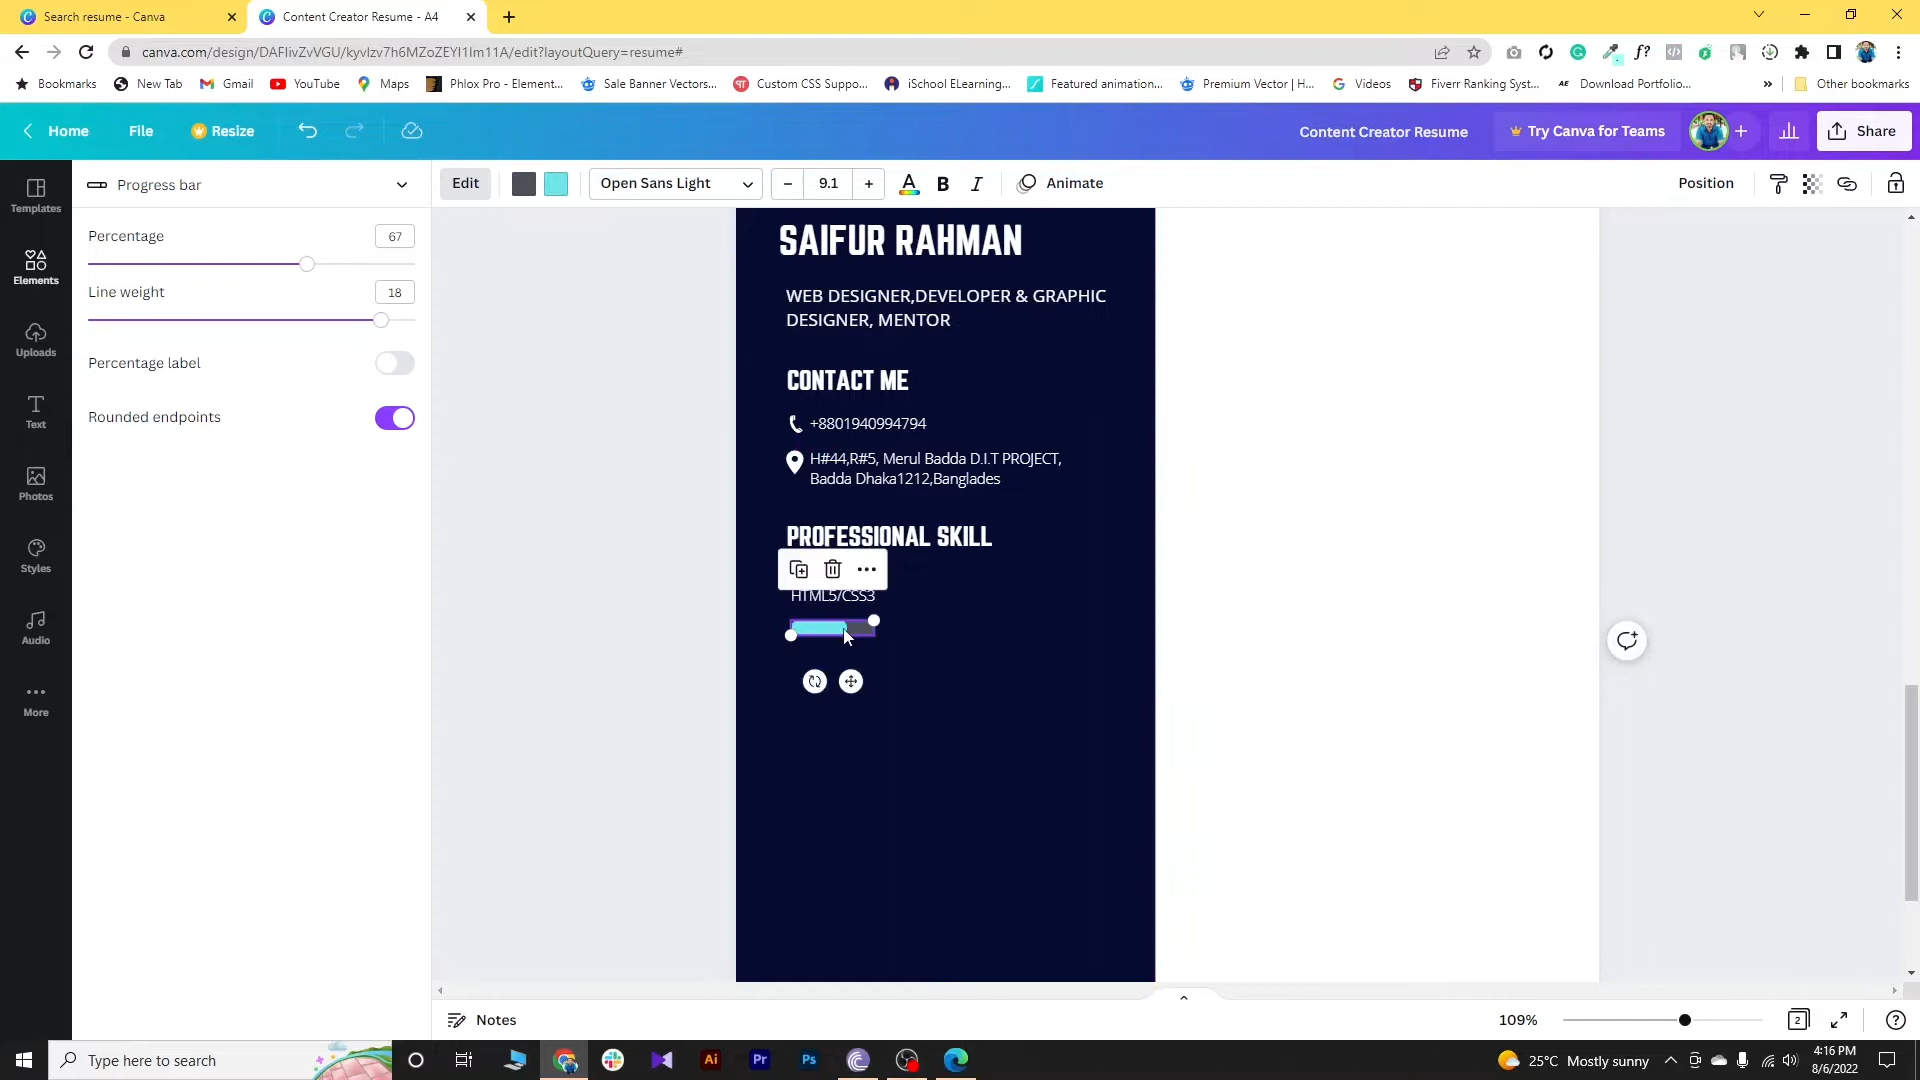 Search resume - Canva
Content Creator Resume - A4
canva.com/design/DAFIivZvVGU/kyvIzv7h6MZoZEYI1Im11A/edit?layoutQuery=resume#
Bookmarks New Tab Gmail YouTube Maps Phlox Pro - Element... Sale Banner Vectors... Custom CSS Suppo... iSchool ELearning... Featured animation... Premium Vector | H... Videos Fiverr Ranking Syst... AE Download Portfolio... » Other bookmarks
Home File Resize Content Creator Resume Try Canva for Teams Share
Progress bar
Edit Open Sans Light – 9.1 + A B I Animate Position
Templates
Elements
Uploads
Text
Photos
Styles
Audio
More
Percentage 67
Line weight 18
Percentage label
Rounded endpoints
SAIFUR RAHMAN
WEB DESIGNER,DEVELOPER & GRAPHIC
DESIGNER, MENTOR
CONTACT ME
+8801940994794
H#44,R#5, Merul Badda D.I.T PROJECT,
Badda Dhaka1212,Banglades
PROFESSIONAL SKILL
HTML5/CSS3
Notes 109% 2
Type here to search Ai Pr Ps 25°C Mostly sunny
4:16 PM
8/6/2022